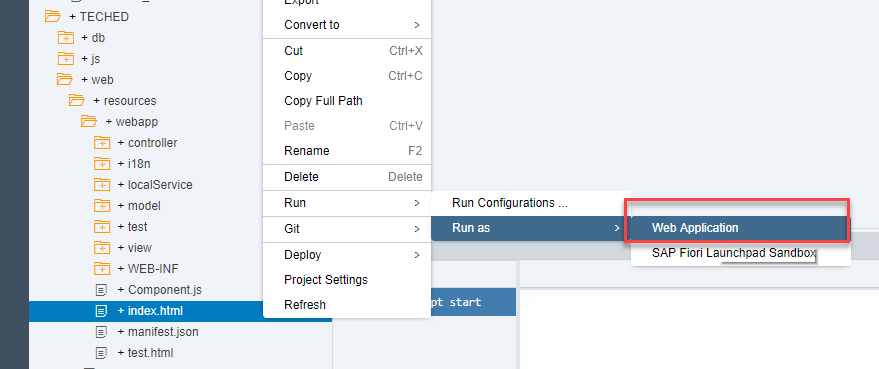 Export
+ TECHED
Convert to >
+ db
Cut Ctrl+X
+ js
Copy Ctrl+C
+ web
Copy Full Path
+ resources
Paste Ctrl+V
+ webapp
Rename F2
+ controller
+ i18n
Delete Delete
+ localService
Run >
Run Configurations ...
+ model
Git >
Run as >
Web Application
+ test
+ view
Deploy >
SAP Fiori Launchpad Sandbox
+ WEB-INF
Project Settings
+ Component.js
Refresh
pt start
+ index.html
+ manifest.json
+ test.html